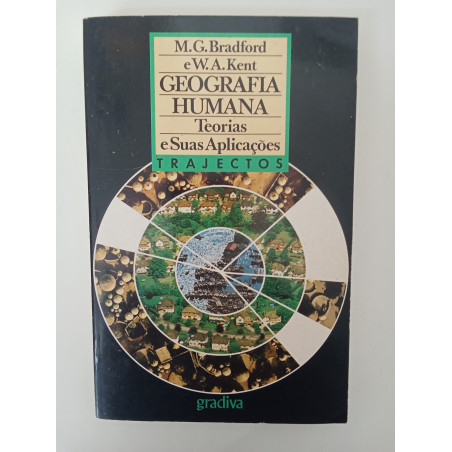 M.G.Bradford
e W.A.Kent
GEOGRAFIA
HUMANA
Teorias
e Suas Aplicações
TRAJECTOS
gradiva